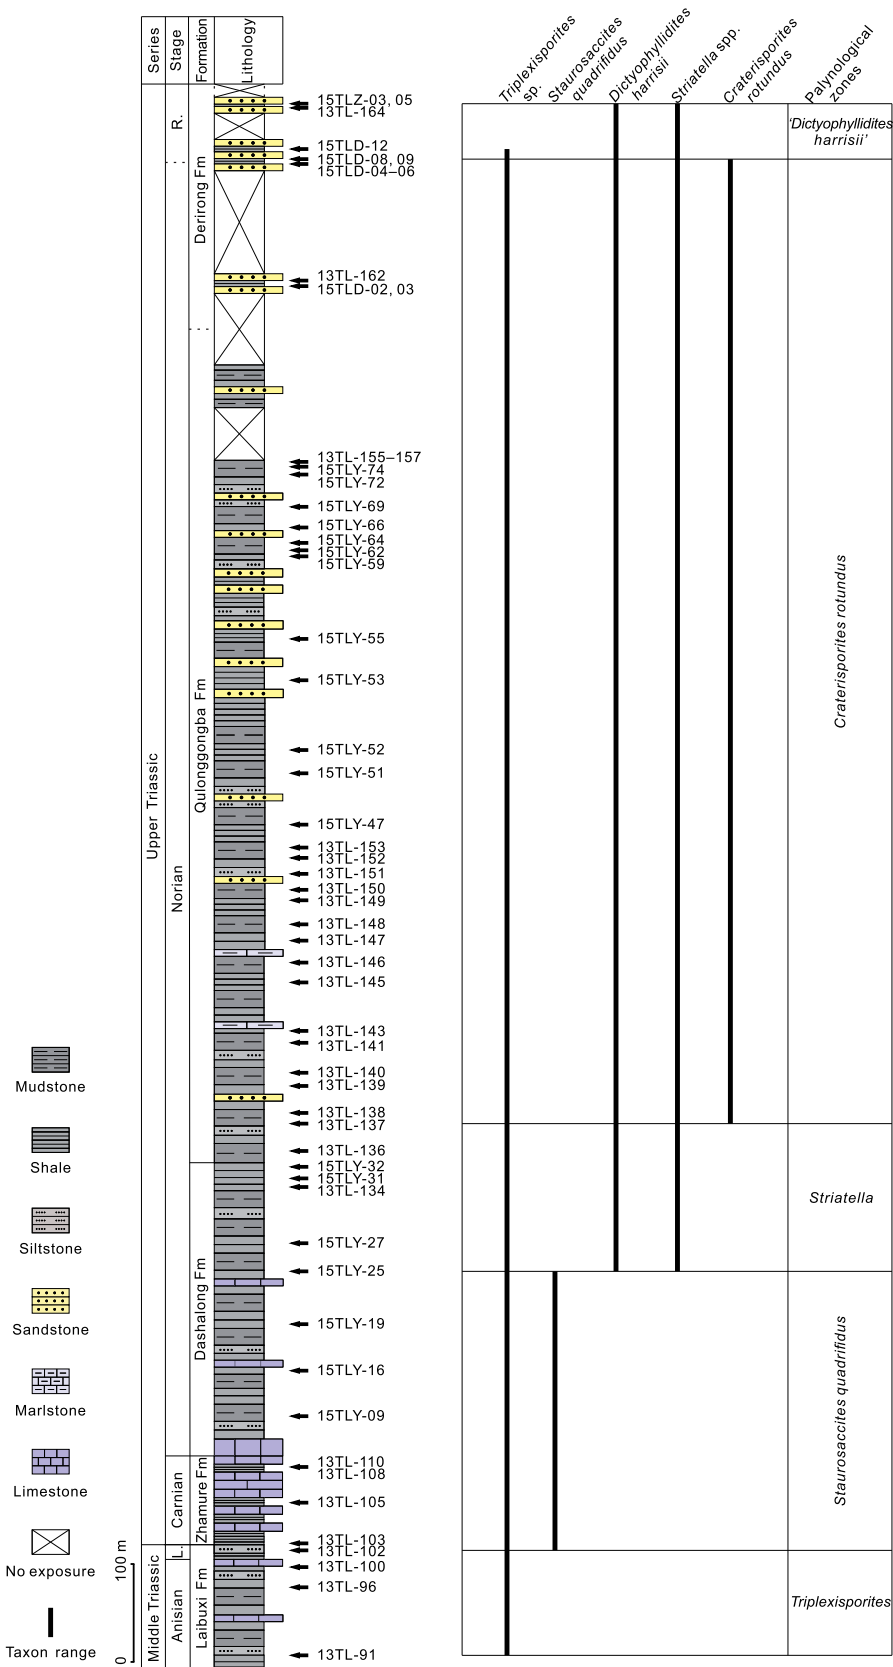 Series
Stage
Formation
Lithology
Triplexisporites
sp.
Staurosaccites
quadrifidus
Dictyophyllidites
harrisii
Striatella spp.
Craterisporites
rotundus
Palynological
zones
R.
Norian
Carnian
L.
Anisian
Upper Triassic
Middle Triassic
Derirong Fm
Qulonggongba Fm
Dashalong Fm
Zhamure Fm
Laibuxi Fm
15TLZ-03, 05
13TL-164
15TLD-12
15TLD-08, 09
15TLD-04–06
13TL-162
15TLD-02, 03
13TL-155–157
15TLY-74
15TLY-72
15TLY-69
15TLY-66
15TLY-64
15TLY-62
15TLY-59
15TLY-55
15TLY-53
15TLY-52
15TLY-51
15TLY-47
13TL-153
13TL-152
13TL-151
13TL-150
13TL-149
13TL-148
13TL-147
13TL-146
13TL-145
13TL-143
13TL-141
13TL-140
13TL-139
13TL-138
13TL-137
13TL-136
15TLY-32
15TLY-31
13TL-134
15TLY-27
15TLY-25
15TLY-19
15TLY-16
15TLY-09
13TL-110
13TL-108
13TL-105
13TL-103
13TL-102
13TL-100
13TL-96
13TL-91
'Dictyophyllidites
harrisii'
Craterisporites rotundus
Striatella
Staurosaccites quadrifidus
Triplexisporites
Mudstone
Shale
Siltstone
Sandstone
Marlstone
Limestone
No exposure
Taxon range
100 m
0